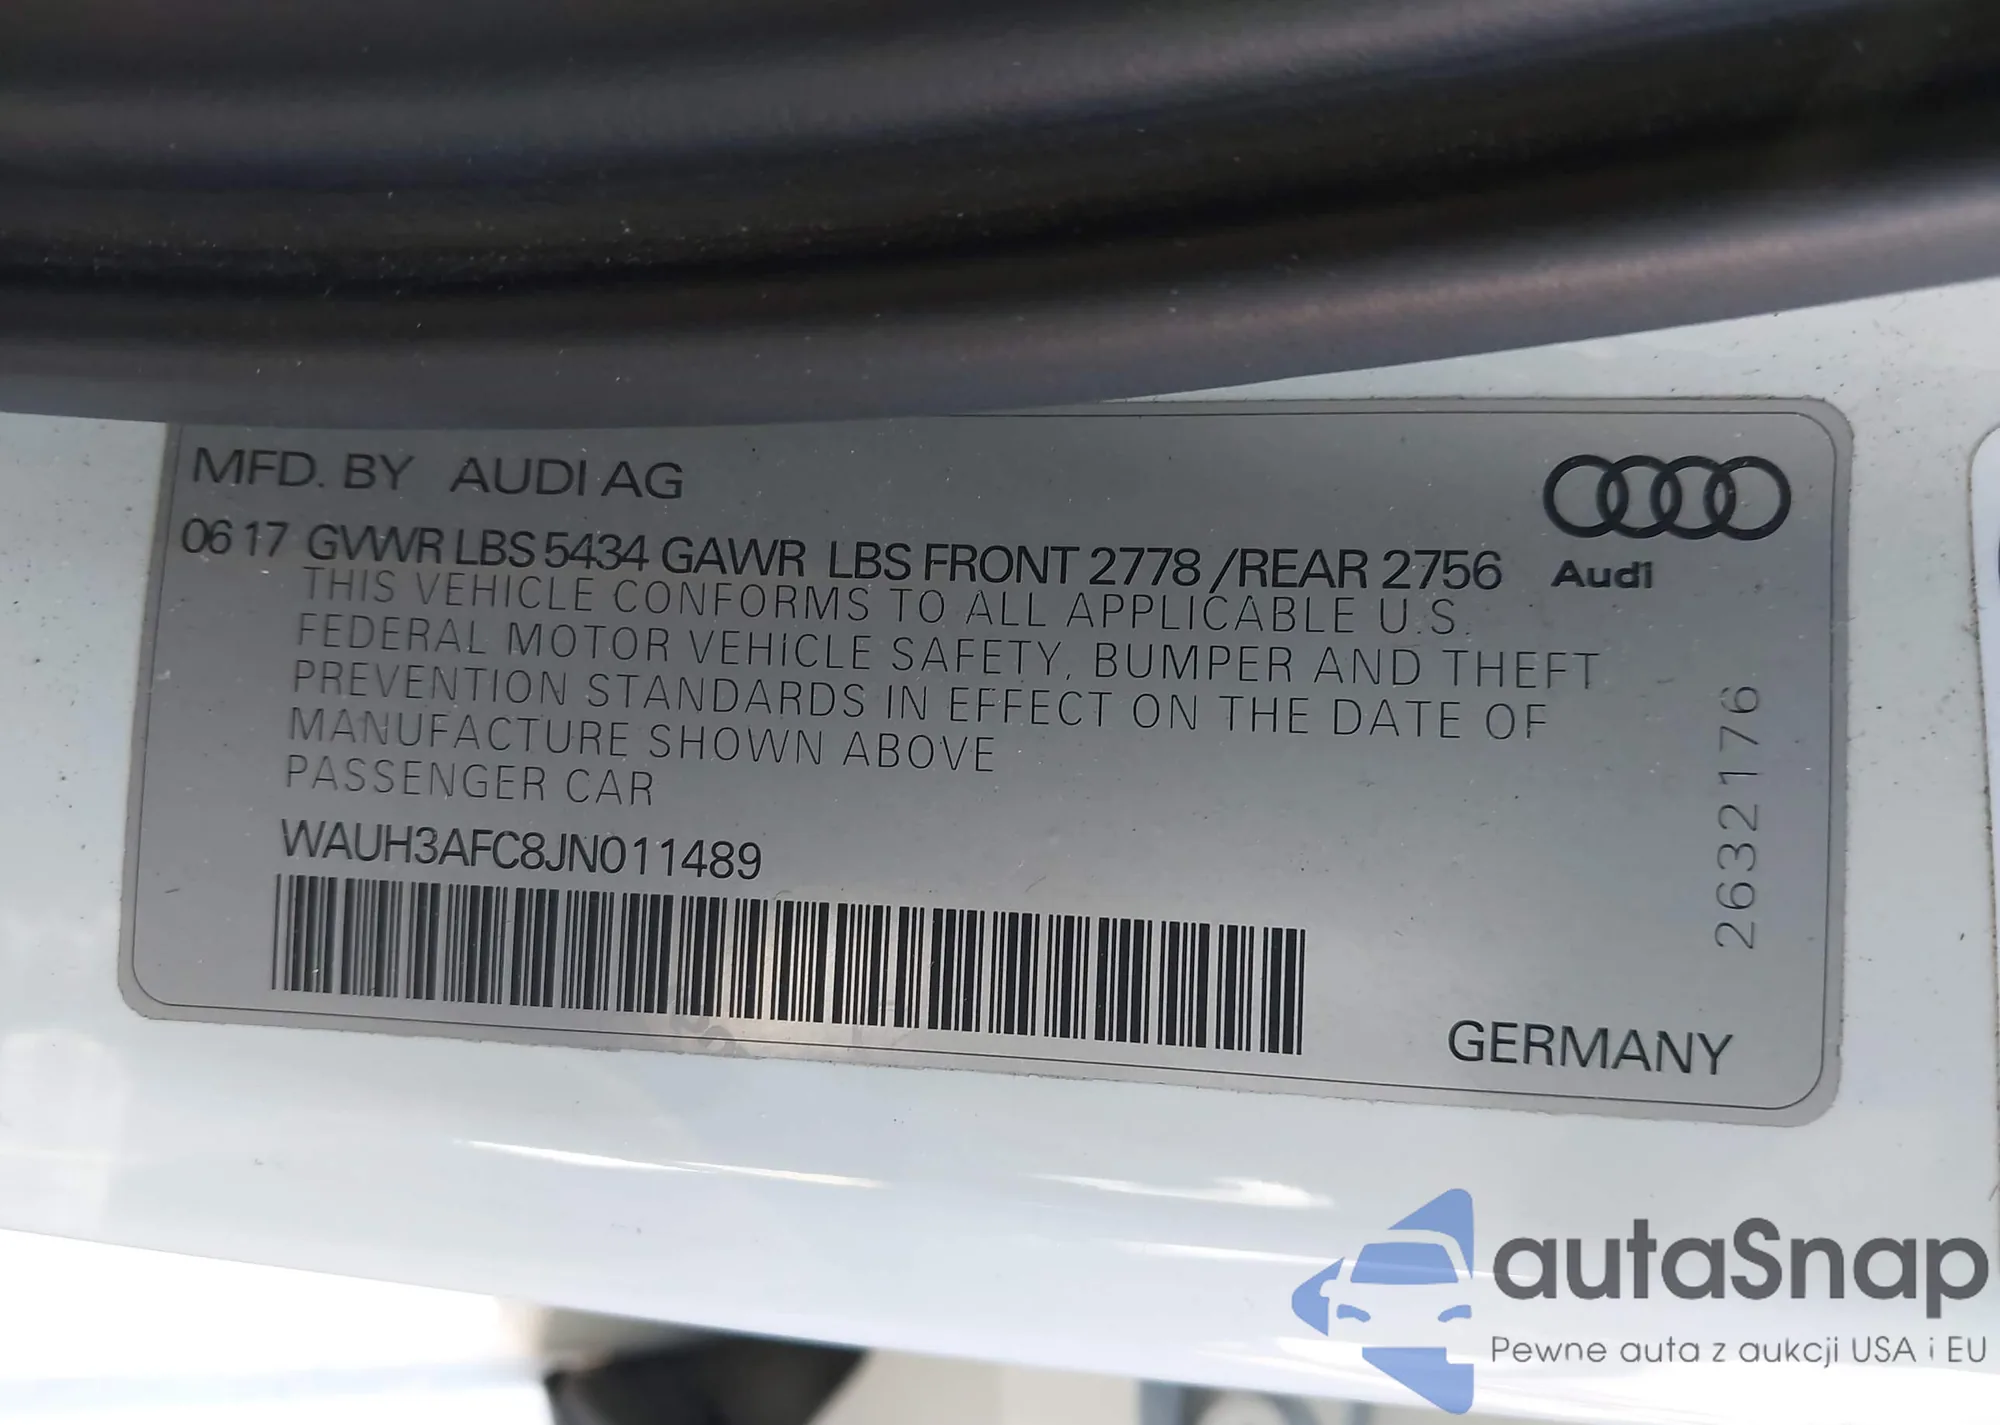 MFD. BY AUDI AG
06 17 GVWR LBS 5434 GAWR LBS FRONT 2778 /REAR 2756
Audi
THIS VEHICLE CONFORMS TO ALL APPLICABLE U.S.
FEDERAL MOTOR VEHICLE SAFETY, BUMPER AND THEFT
PREVENTION STANDARDS IN EFFECT ON THE DATE OF
MANUFACTURE SHOWN ABOVE
PASSENGER CAR
WAUH3AFC8JN011489
2632176
GERMANY
autaSnap
Pewne auta z aukcji USA i EU